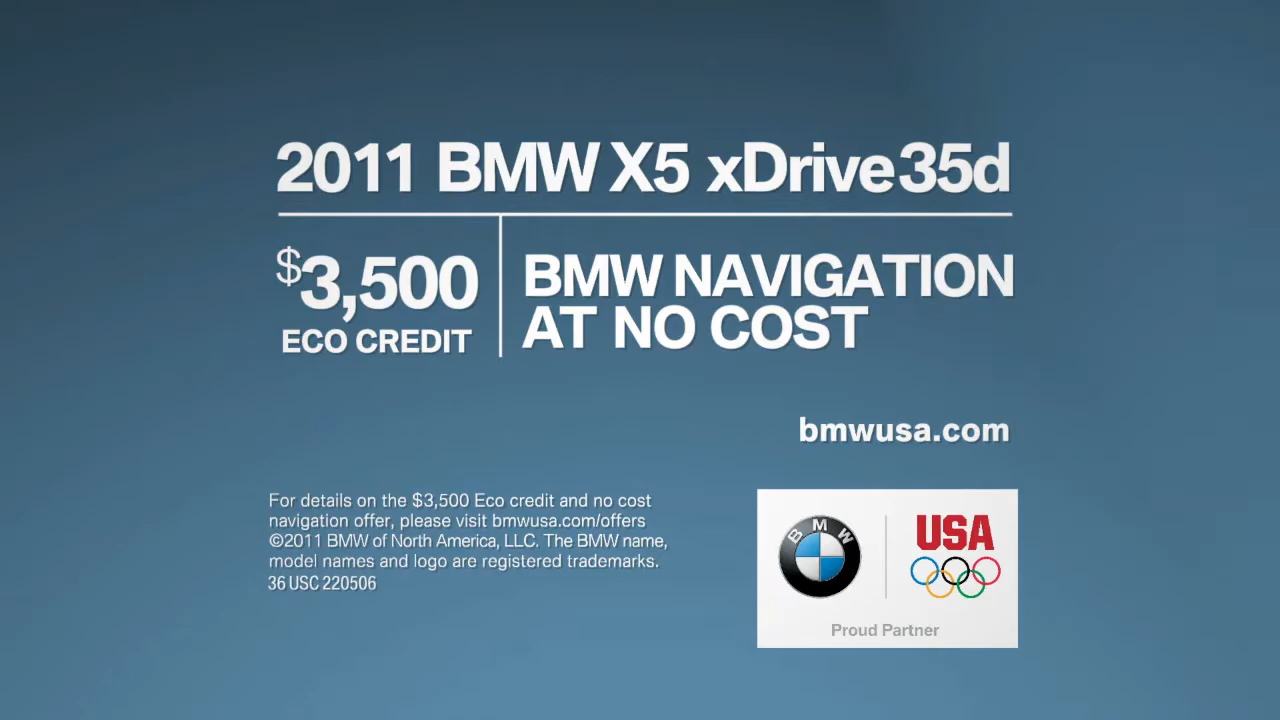 2011 BMW X5 xDrive35d
$3,500
ECO CREDIT
BMW NAVIGATION
AT NO COST
bmwusa.com
For details on the $3,500 Eco credit and no cost
navigation offer, please visit bmwusa.com/offers
©2011 BMW of North America, LLC. The BMW name,
model names and logo are registered trademarks.
36 USC 220506
BMW
USA
Proud Partner